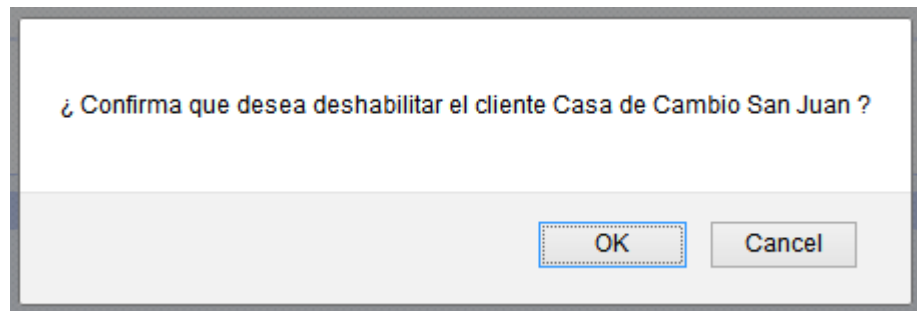 ¿ Confirma que desea deshabilitar el cliente Casa de Cambio San Juan ?
OK Cancel